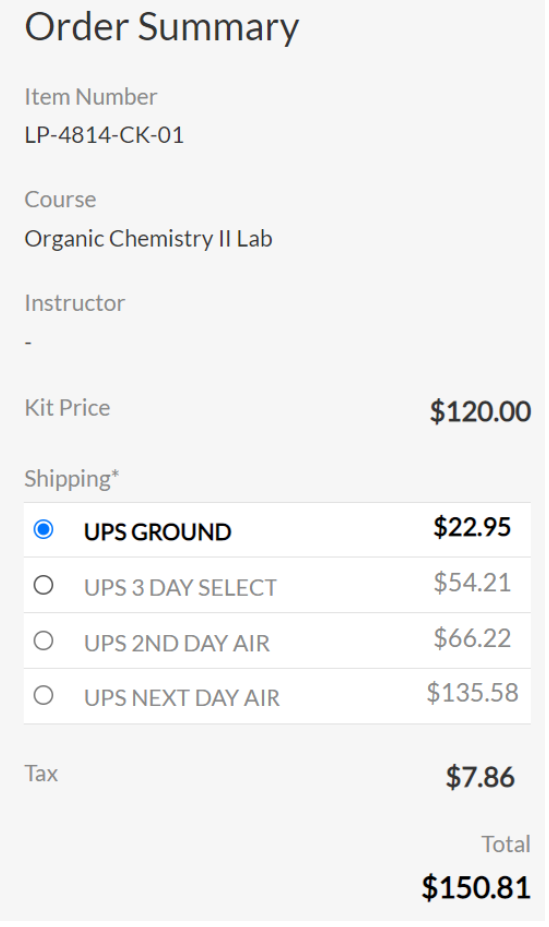 Order Summary
Item Number
LP-4814-CK-01
Course
Organic Chemistry II Lab
Instructor
-
Kit Price $120.00
Shipping*
UPS GROUND $22.95
UPS 3 DAY SELECT $54.21
UPS 2ND DAY AIR $66.22
UPS NEXT DAY AIR $135.58
Tax $7.86
Total
$150.81